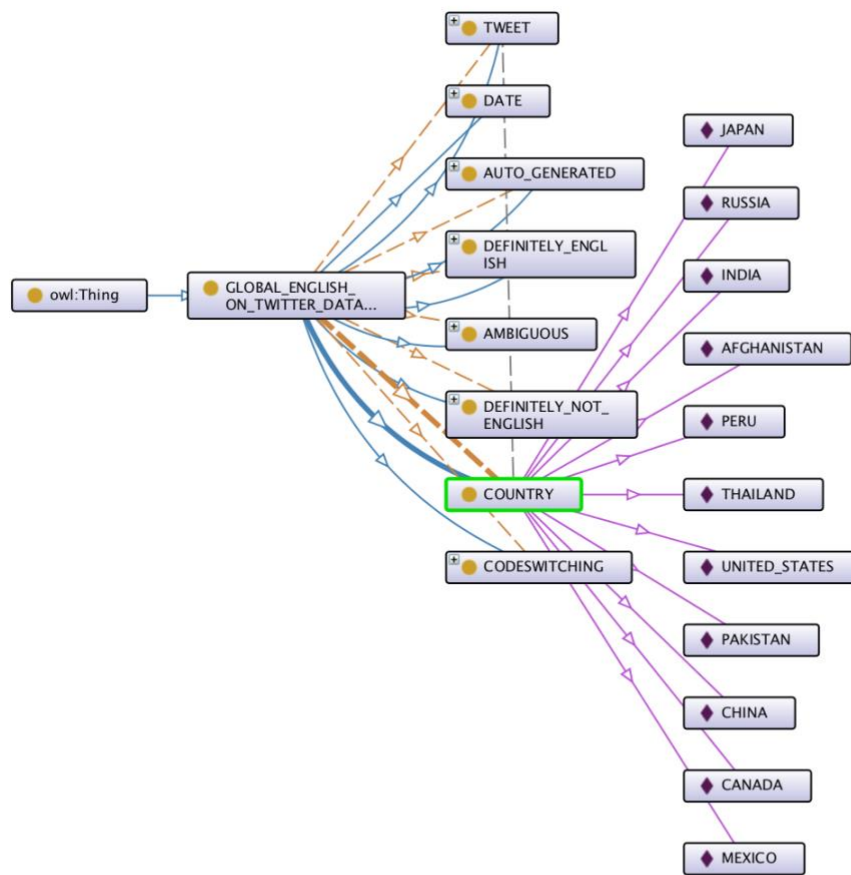 TWEET
DATE
AUTO_GENERATED
DEFINITELY_ENGL
ISH
owl:Thing
GLOBAL_ENGLISH_
ON_TWITTER_DATA...
AMBIGUOUS
DEFINITELY_NOT_
ENGLISH
COUNTRY
CODESWITCHING
JAPAN
RUSSIA
INDIA
AFGHANISTAN
PERU
THAILAND
UNITED_STATES
PAKISTAN
CHINA
CANADA
MEXICO